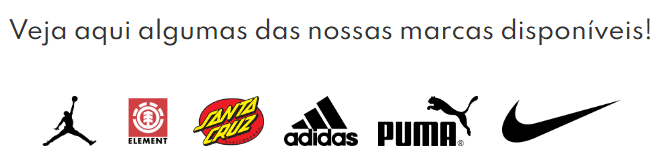 Veja aqui algumas das nossas marcas disponíveis!
ELEMENT
SANTA
CRUZ
adidas
PUMA®